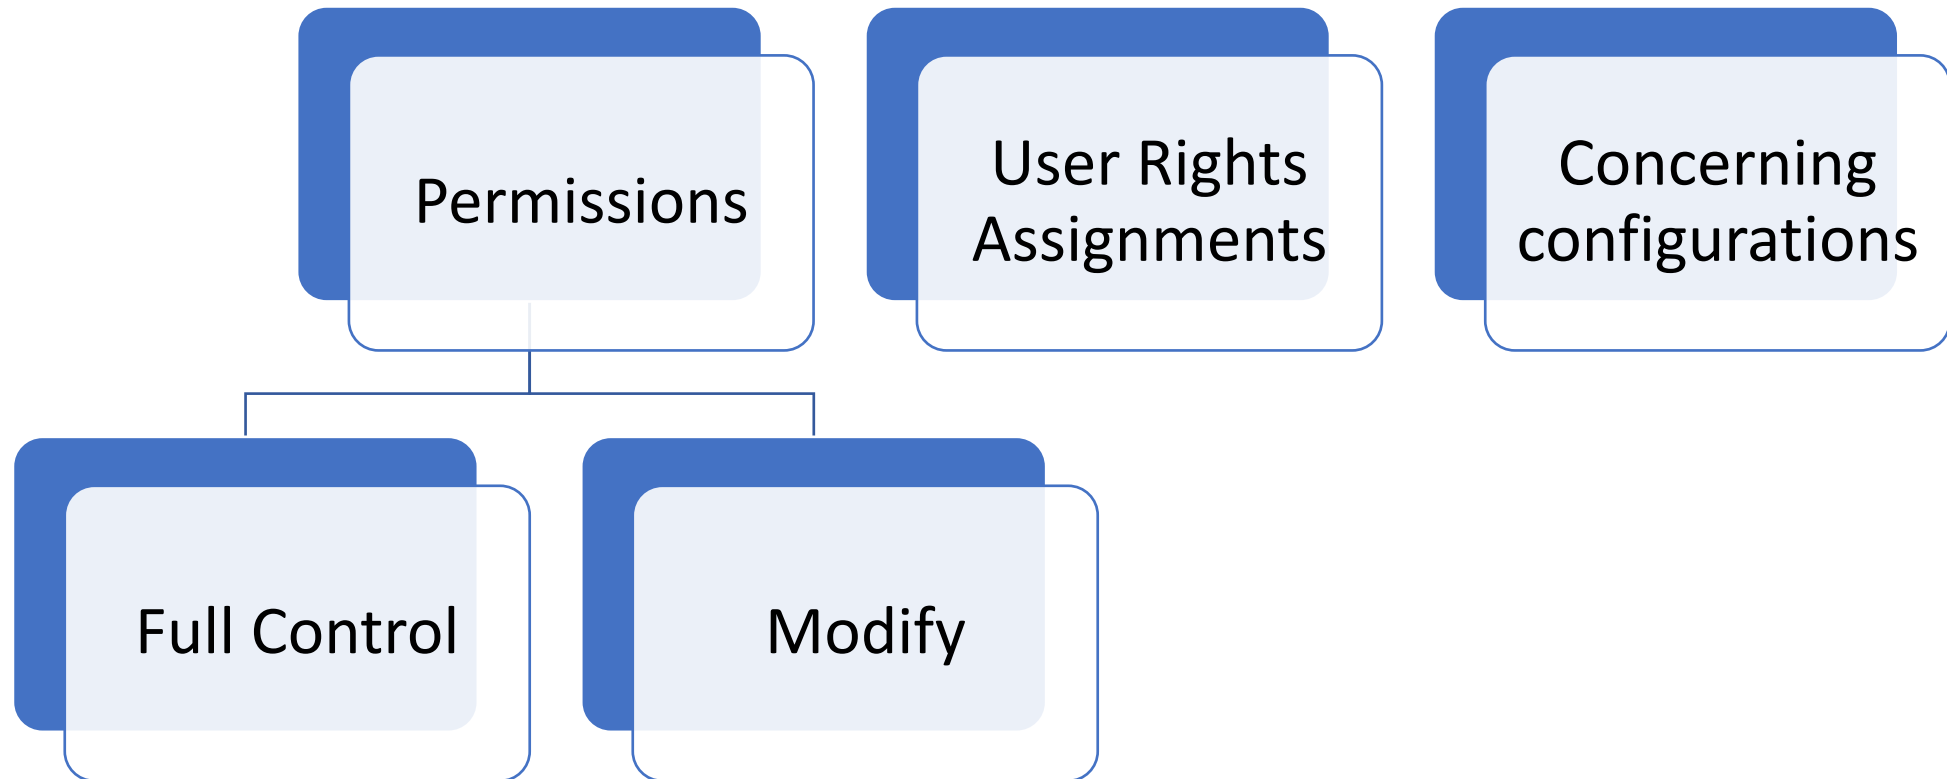 Permissions
User Rights
Assignments
Concerning
configurations
Full Control
Modify